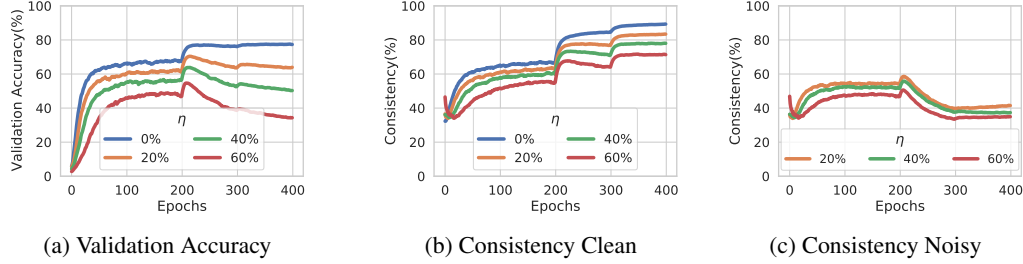 100
80
60
40
20
0
Validation Accuracy(%)
0 100 200 300 400
Epochs
η
0% 40%
20% 60%
(a) Validation Accuracy
100
80
60
40
20
0
Consistency(%)
0 100 200 300 400
Epochs
η
0% 40%
20% 60%
(b) Consistency Clean
100
80
60
40
20
0
Consistency(%)
0 100 200 300 400
Epochs
η
20% 40% 60%
(c) Consistency Noisy